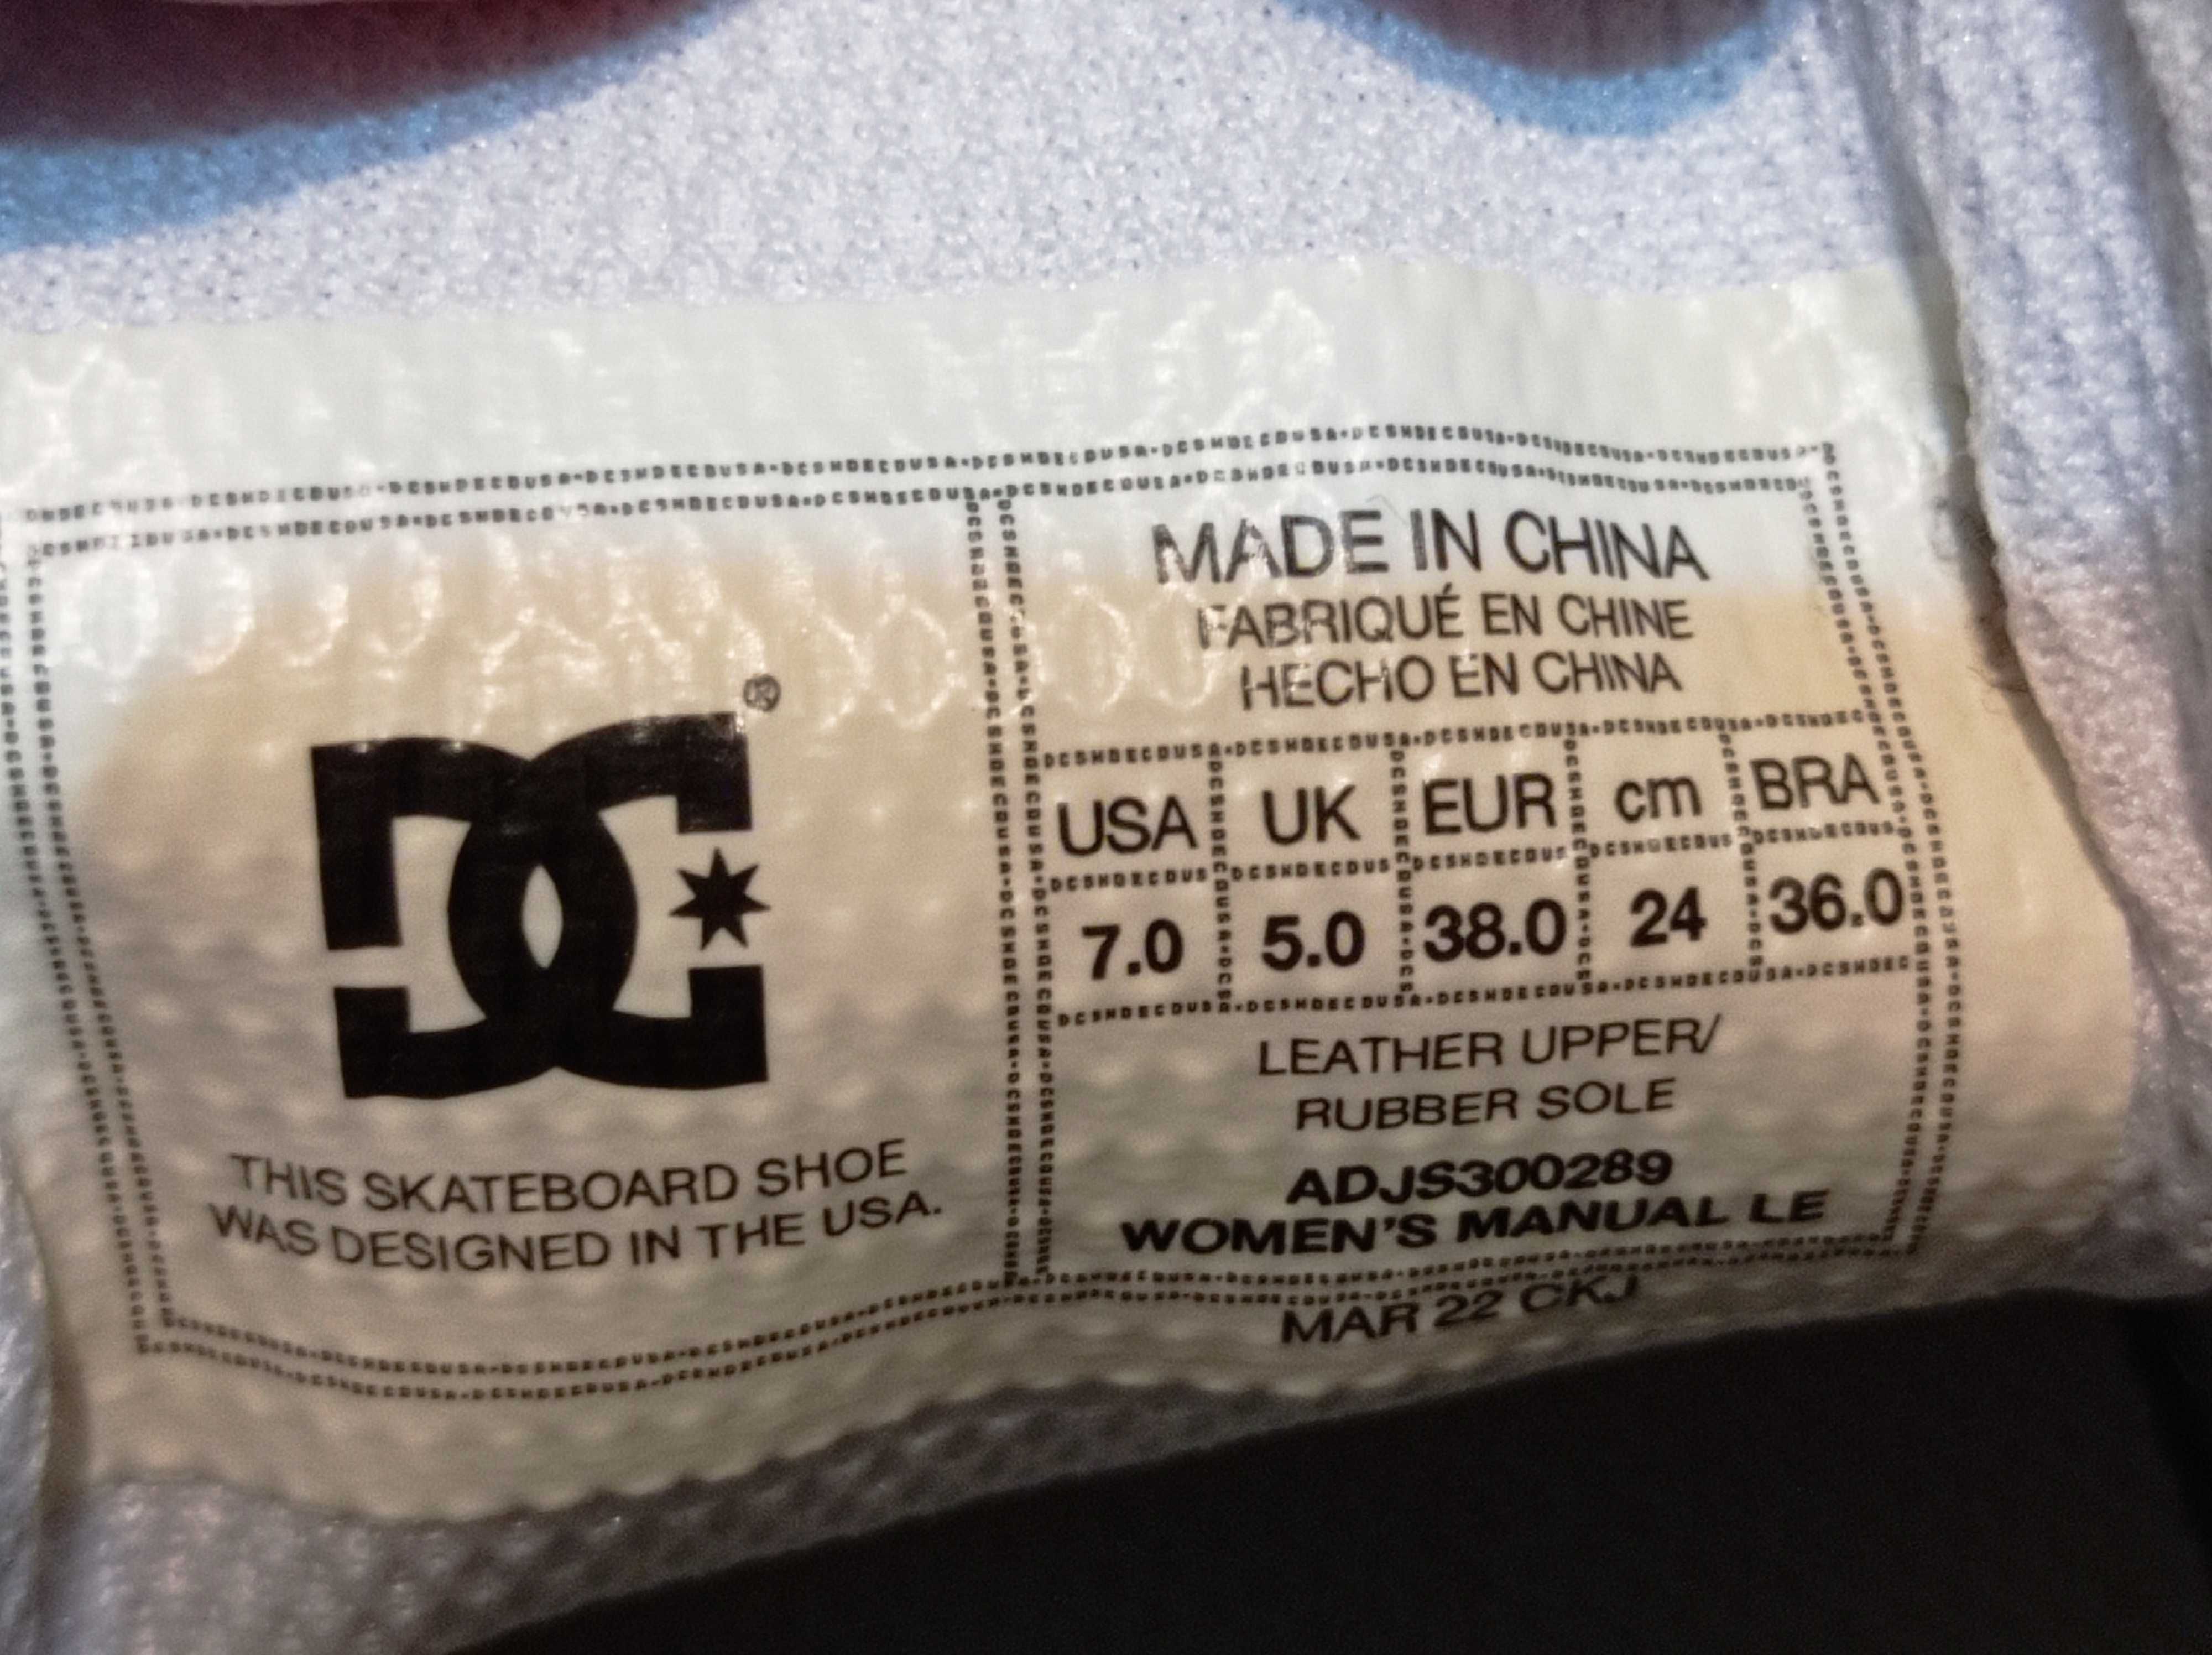 DC®
THIS SKATEBOARD SHOE
WAS DESIGNED IN THE USA.
MADE IN CHINA
FABRIQUÉ EN CHINE
HECHO EN CHINA
USA UK EUR cm BRA
7.0 5.0 38.0 24 36.0
LEATHER UPPER/
RUBBER SOLE
ADJS300289
WOMEN'S MANUAL LE
MAR 22 CKJ